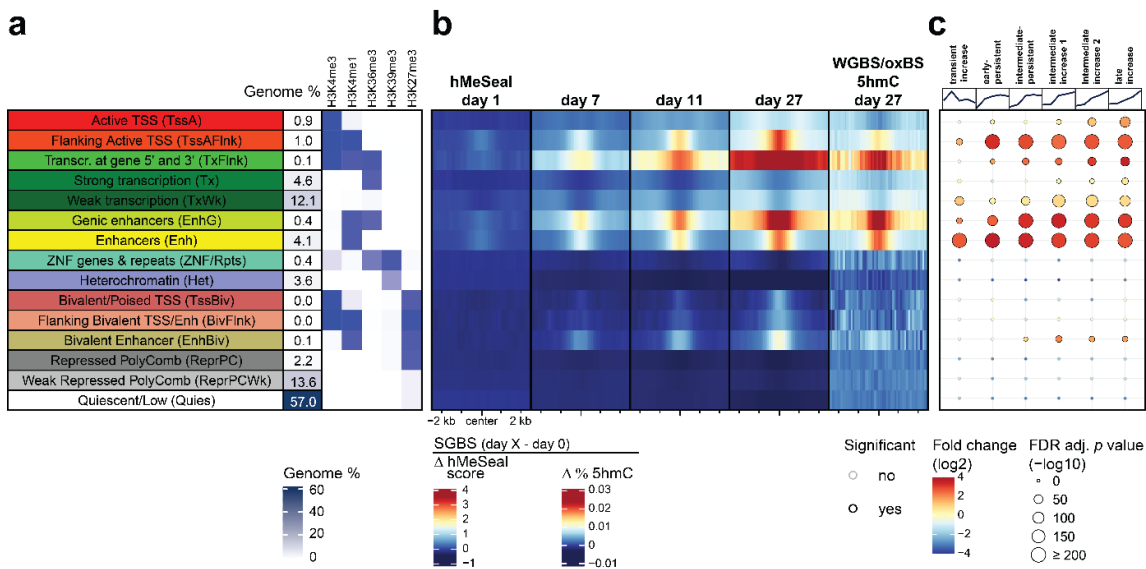 a
Genome %
H3K4me3
H3K4me1
H3K36me3
H3K39me3
H3K27me3
Active TSS (TssA) 0.9
Flanking Active TSS (TssAFlnk) 1.0
Transcr. at gene 5' and 3' (TxFlnk) 0.1
Strong transcription (Tx) 4.6
Weak transcription (TxWk) 12.1
Genic enhancers (EnhG) 0.4
Enhancers (Enh) 4.1
ZNF genes & repeats (ZNF/Rpts) 0.4
Heterochromatin (Het) 3.6
Bivalent/Poised TSS (TssBiv) 0.0
Flanking Bivalent TSS/Enh (BivFlnk) 0.0
Bivalent Enhancer (EnhBiv) 0.1
Repressed PolyComb (ReprPC) 2.2
Weak Repressed PolyComb (ReprPCWk) 13.6
Quiescent/Low (Quies) 57.0
Genome %
60
40
20
0
b
hMeSeal
day 1
day 7
day 11
day 27
WGBS/oxBS
5hmC
day 27
−2 kb center 2 kb
SGBS (day X - day 0)
Δ hMeSeal
score
4
3
2
1
0
−1
Δ % 5hmC
0.03
0.02
0.01
0
−0.01
c
transient
increase
early-
persistent
intermediate-
persistent
intermediate
increase 1
Intermediate
increase 2
late
increase
Significant
no
yes
Fold change
(log2)
4
2
0
−2
−4
FDR adj. p value
(−log10)
0
50
100
150
≥ 200